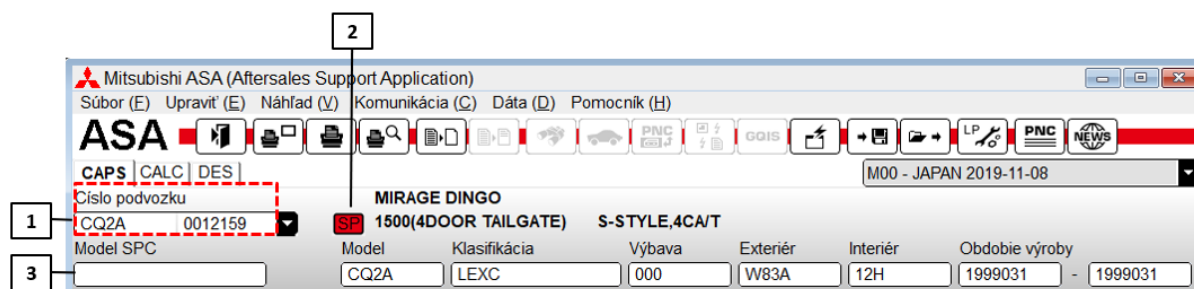 2
Mitsubishi ASA (Aftersales Support Application)
Súbor (F) Upraviť (E) Náhľad (V) Komunikácia (C) Dáta (D) Pomocník (H)
ASA PNC GQIS LP PNC NEWS
CAPS CALC DES M00 - JAPAN 2019-11-08
Číslo podvozku MIRAGE DINGO
1 CQ2A 0012159 SP 1500(4DOOR TAILGATE) S-STYLE,4CA/T
Model SPC Model Klasifikácia Výbava Exteriér Interiér Obdobie výroby
3 CQ2A LEXC 000 W83A 12H 1999031 - 1999031